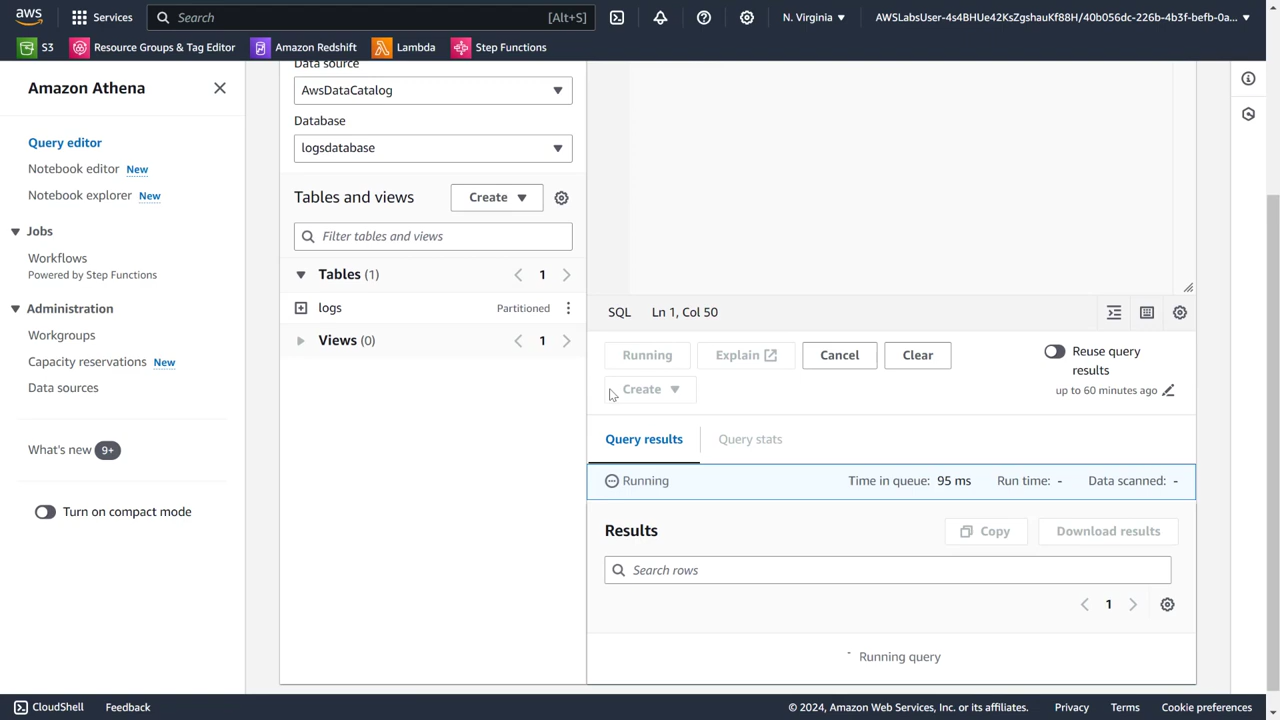 aws
Services
Search
[Alt+S]
N. Virginia
AWSLabsUser-4s4BHUe42KsZgshauKf88H/40b056dc-226b-4b3f-befb-0a...
S3
Resource Groups & Tag Editor
Amazon Redshift
Lambda
Step Functions
Amazon Athena
Query editor
Notebook editor New
Notebook explorer New
Jobs
Workflows
Powered by Step Functions
Administration
Workgroups
Capacity reservations New
Data sources
What's new 9+
Turn on compact mode
Data source
AwsDataCatalog
Database
logsdatabase
Tables and views
Create
Filter tables and views
Tables (1)
1
logs
Partitioned
Views (0)
1
SQL
Ln 1, Col 50
Running
Explain
Cancel
Clear
Create
Reuse query
results
up to 60 minutes ago
Query results
Query stats
Running
Time in queue: 95 ms
Run time: -
Data scanned: -
Results
Copy
Download results
Search rows
1
Running query
CloudShell
Feedback
© 2024, Amazon Web Services, Inc. or its affiliates.
Privacy
Terms
Cookie preferences